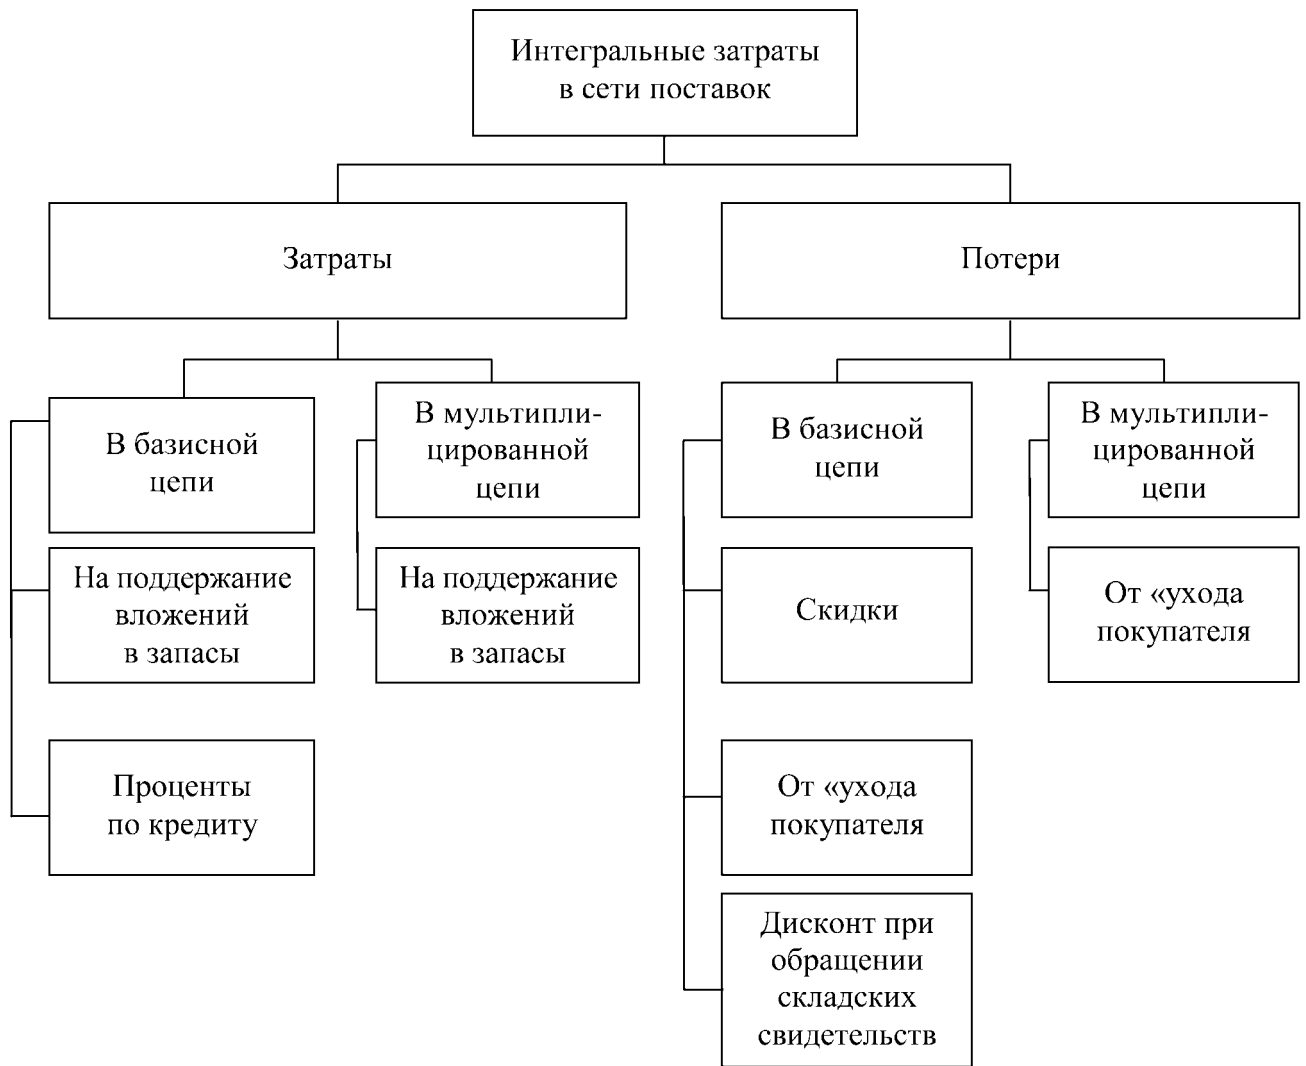 Интегральные затраты
в сети поставок
Затраты
Потери
В базисной
цепи
В мультипли-
цированной
цепи
В базисной
цепи
В мультипли-
цированной
цепи
На поддержание
вложений
в запасы
На поддержание
вложений
в запасы
Скидки
От «ухода
покупателя
Проценты
по кредиту
От «ухода
покупателя
Дисконт при
обращении
складских
свидетельств